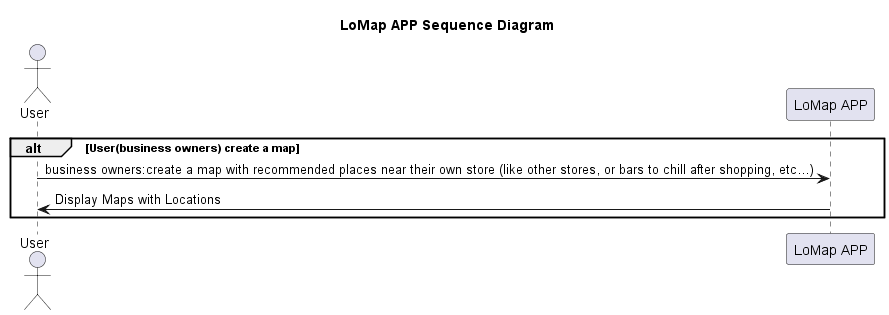 LoMap APP Sequence Diagram
User
LoMap APP
alt [User(business owners) create a map]
business owners:create a map with recommended places near their own store (like other stores, or bars to chill after shopping, etc...)
Display Maps with Locations
User
LoMap APP